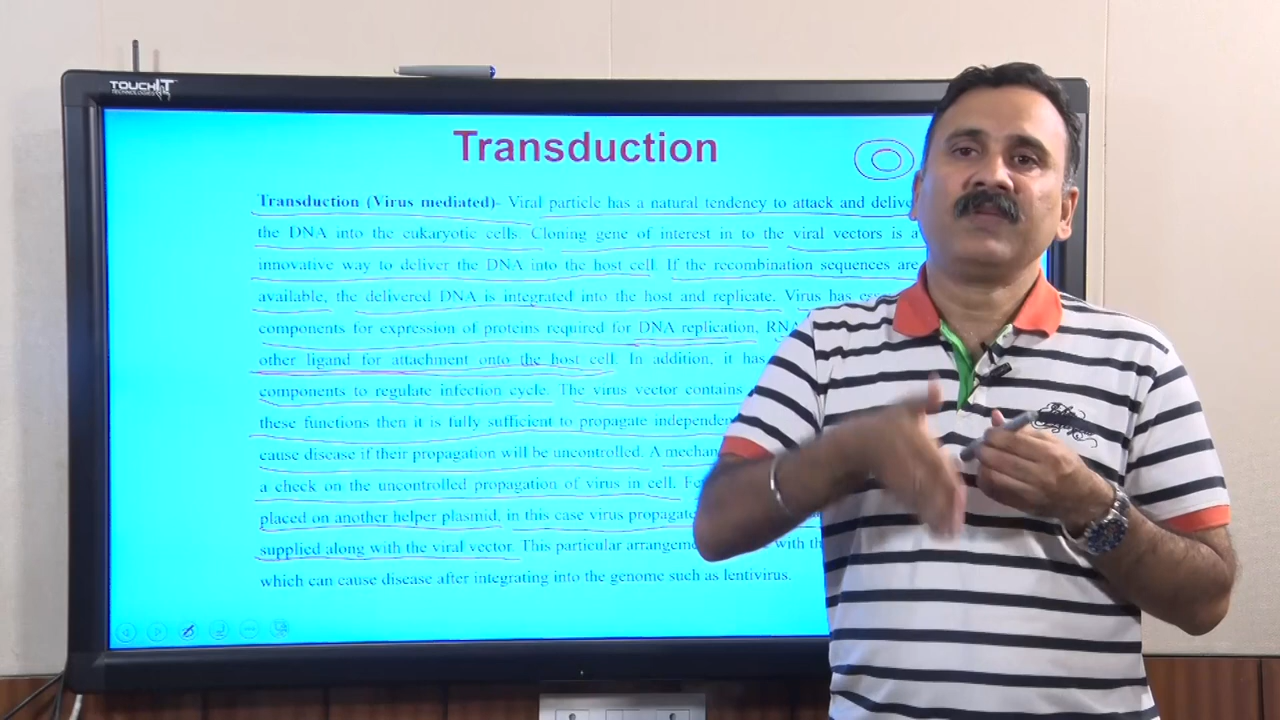 TOUCHIT
TECHNOLOGIES
Transduction
Transduction (Virus mediated)- Viral particle has a natural tendency to attack and
the DNA into the eukaryotic cells. Cloning gene of interest in to the viral vectors is
innovative way to deliver the DNA into the host cell. If the recombination sequences are
available, the delivered DNA is integrated into the host and replicate. Virus has
components for expression of proteins required for DNA replication,
other ligand for attachment onto the host cell. In addition, it has
components to regulate infection cycle. The virus vector contains
these functions then it is fully sufficient to propagate
cause disease if their propagation will be uncontrolled. A
a check on the uncontrolled propagation of virus in cell.
placed on another helper plasmid, in this case virus
supplied along with the viral vector. This particular with
which can cause disease after integrating into the genome such as lentivirus.